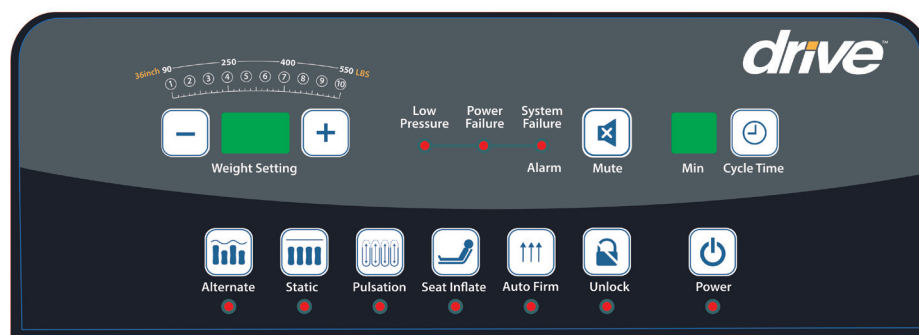 drive™
36inch 90 250 400 550 LBS
1 2 3 4 5 6 7 8 9 10
Low Pressure
Power Failure
System Failure
Weight Setting
Alarm
Mute
Min
Cycle Time
Alternate
Static
Pulsation
Seat Inflate
Auto Firm
Unlock
Power